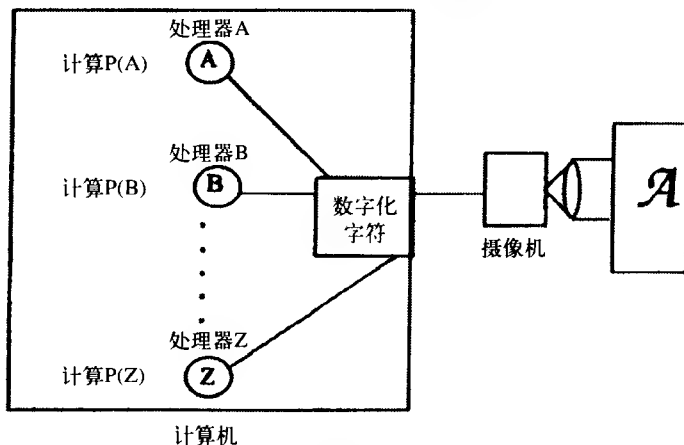 处理器A
计算P(A)
A
处理器B
计算P(B)
B
数字化
字符
摄像机
A
处理器Z
计算P(Z)
Z
计算机